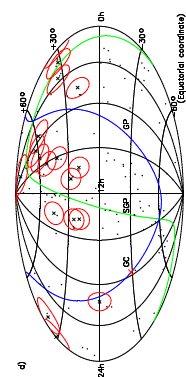 d)
+60°
+30°
-30°
-60°
0h
12h
24h
GP
SGP
GC
(Equatorial coordinate)